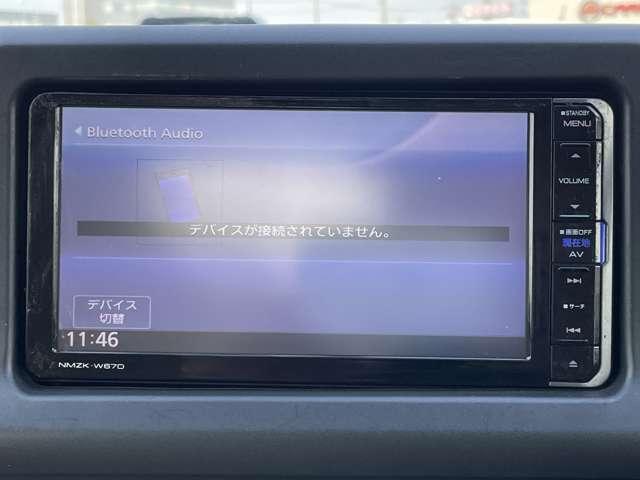 Bluetooth Audio
デバイスが接続されていません。
デバイス
切替
11:46
NMZK-W67D
STANDBY
MENU
VOLUME
画面OFF
現在地
AV
サーチ